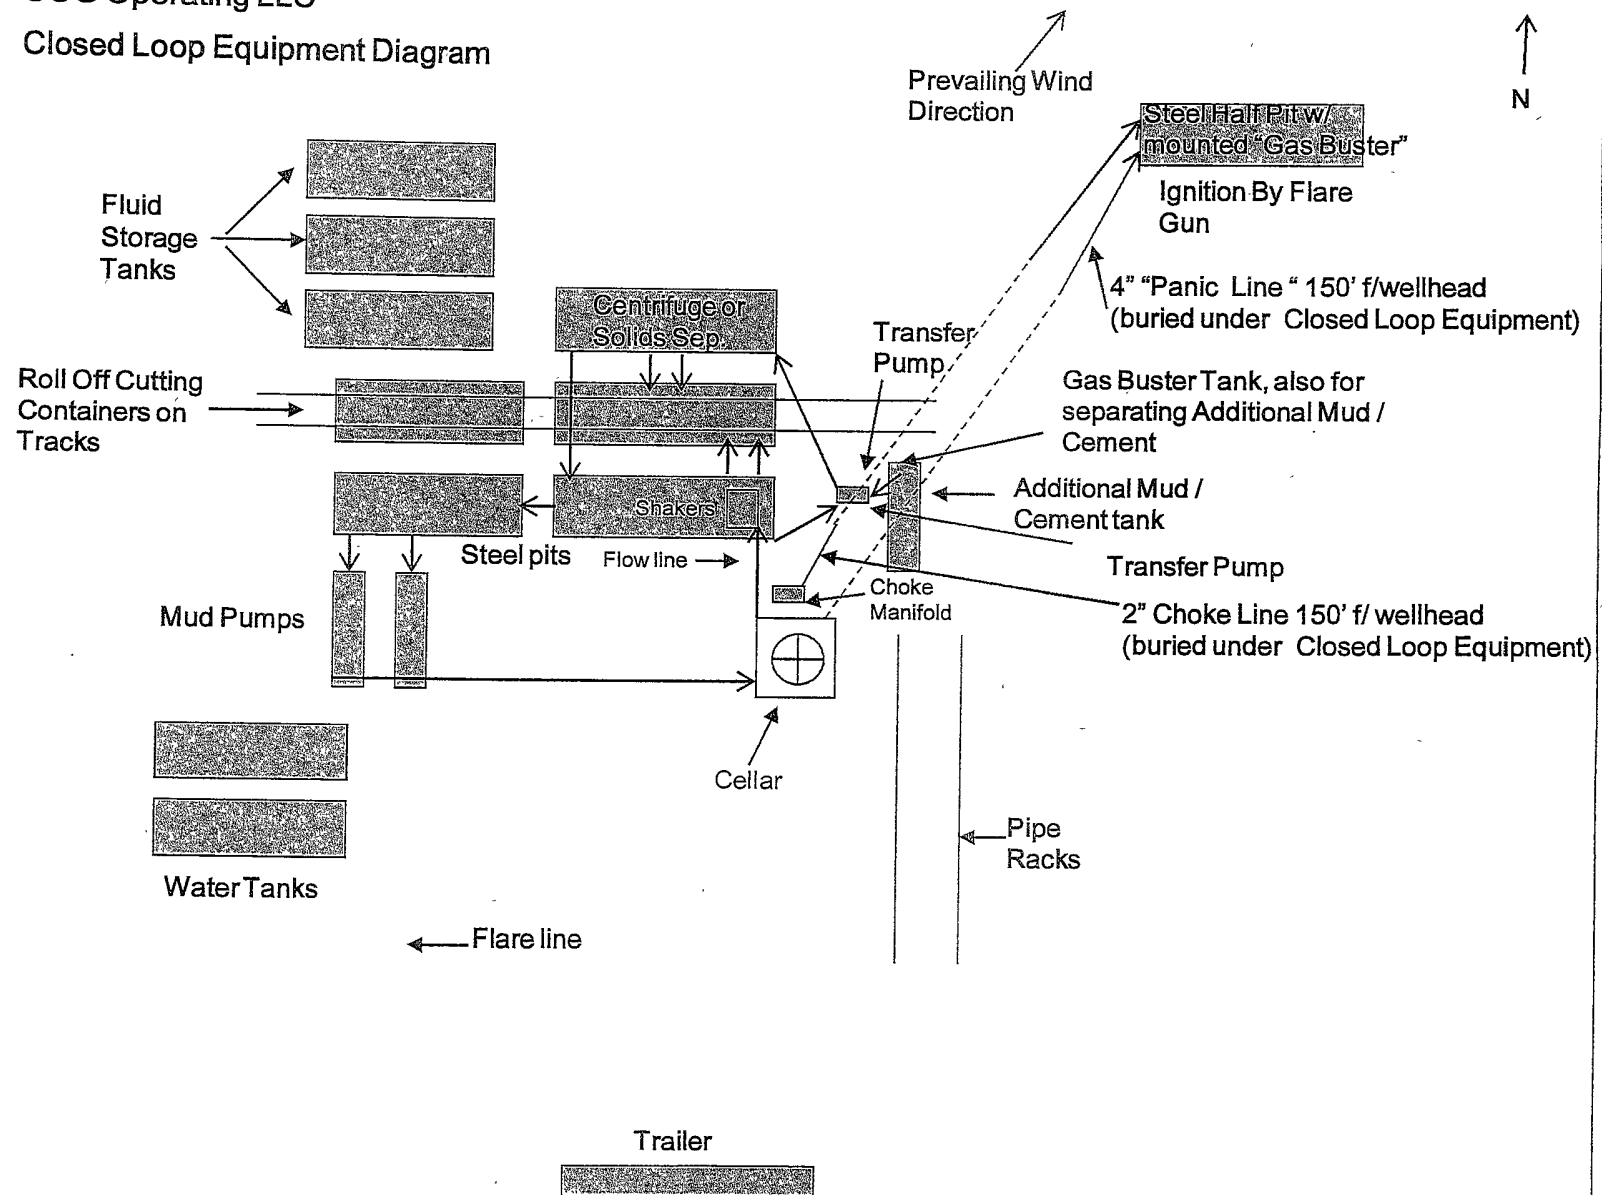 Operating LLC
Closed Loop Equipment Diagram
Prevailing Wind
Direction
N
Steel Half Pit w/
mounted "Gas Buster"
Ignition By Flare
Gun
Fluid
Storage
Tanks
4" "Panic Line " 150' f/wellhead
(buried under Closed Loop Equipment)
Centrifuge or
Solids Sep.
Transfer
Pump
Roll Off Cutting
Containers on
Tracks
Gas Buster Tank, also for
separating Additional Mud /
Cement
Additional Mud /
Cement tank
Shakers
Steel pits
Flow line
Transfer Pump
Choke
Manifold
2" Choke Line 150' f/ wellhead
(buried under Closed Loop Equipment)
Mud Pumps
Cellar
Pipe
Racks
Water Tanks
Flare line
Trailer